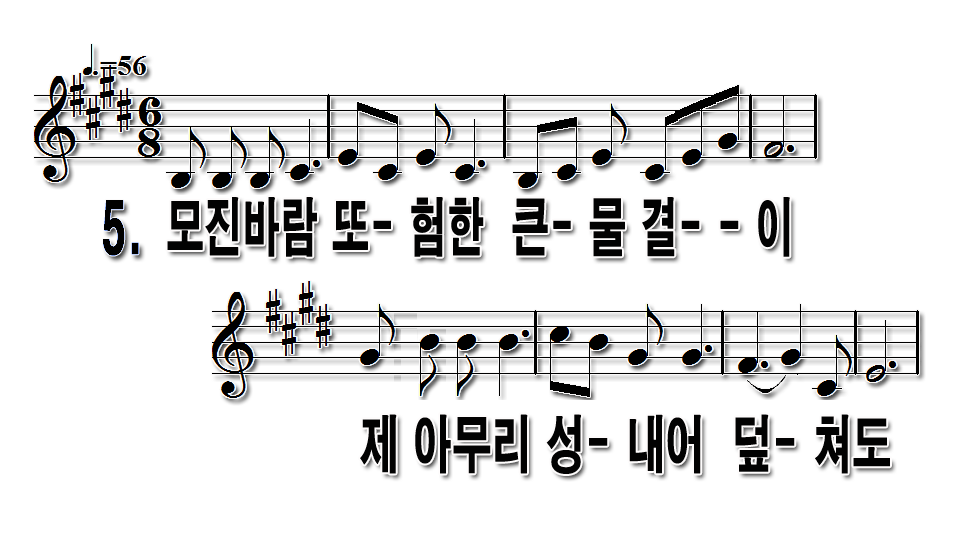 ♩.=56
6
8
5. 모진바람 또- 험한 큰- 물 결- - 이
제 아무리 성- 내어 덮- 쳐도